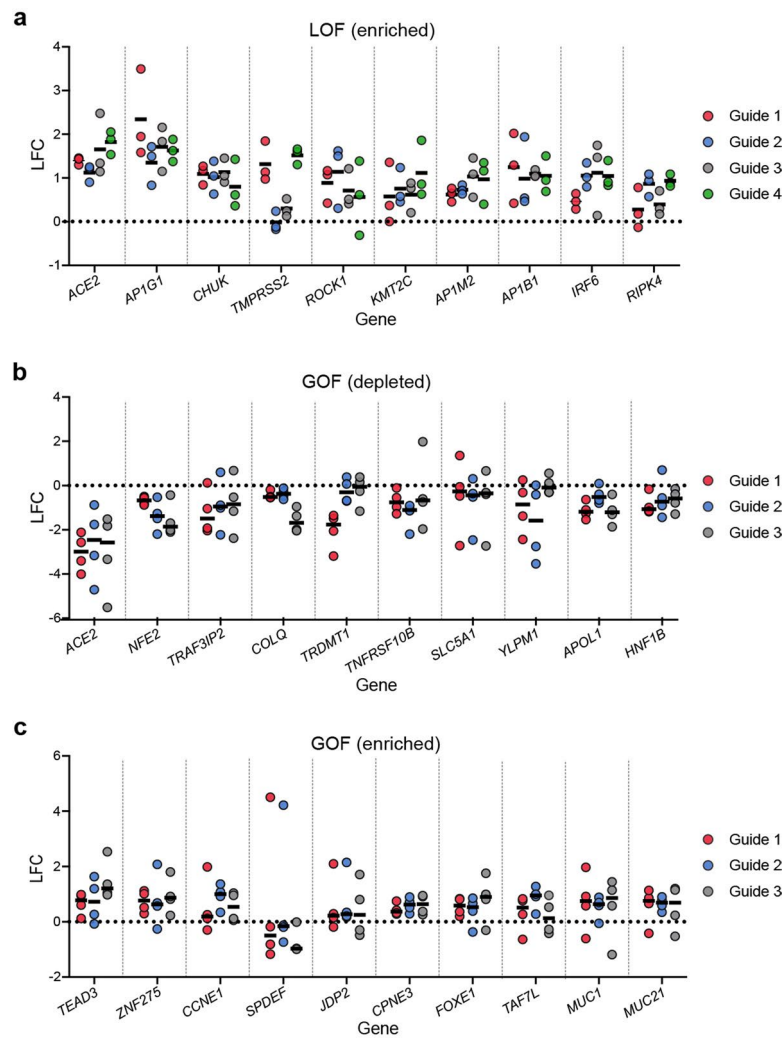 a
LOF (enriched)
4
3
2
1
0
-1
LFC
ACE2
AP1G1
CHUK
TMPRSS2
ROCK1
KMT2C
AP1M2
AP1B1
IRF6
RIPK4
Gene
Guide 1
Guide 2
Guide 3
Guide 4
b
GOF (depleted)
4
2
0
-2
-4
-6
LFC
ACE2
NFE2
TRAF3IP2
COLQ
TRDMT1
TNFRSF10B
SLC5A1
YLPM1
APOL1
HNF1B
Gene
Guide 1
Guide 2
Guide 3
c
GOF (enriched)
6
4
2
0
-2
LFC
TEAD3
ZNF275
CCNE1
SPDEF
JDP2
CPNE3
FOXE1
TAF7L
MUC1
MUC21
Gene
Guide 1
Guide 2
Guide 3